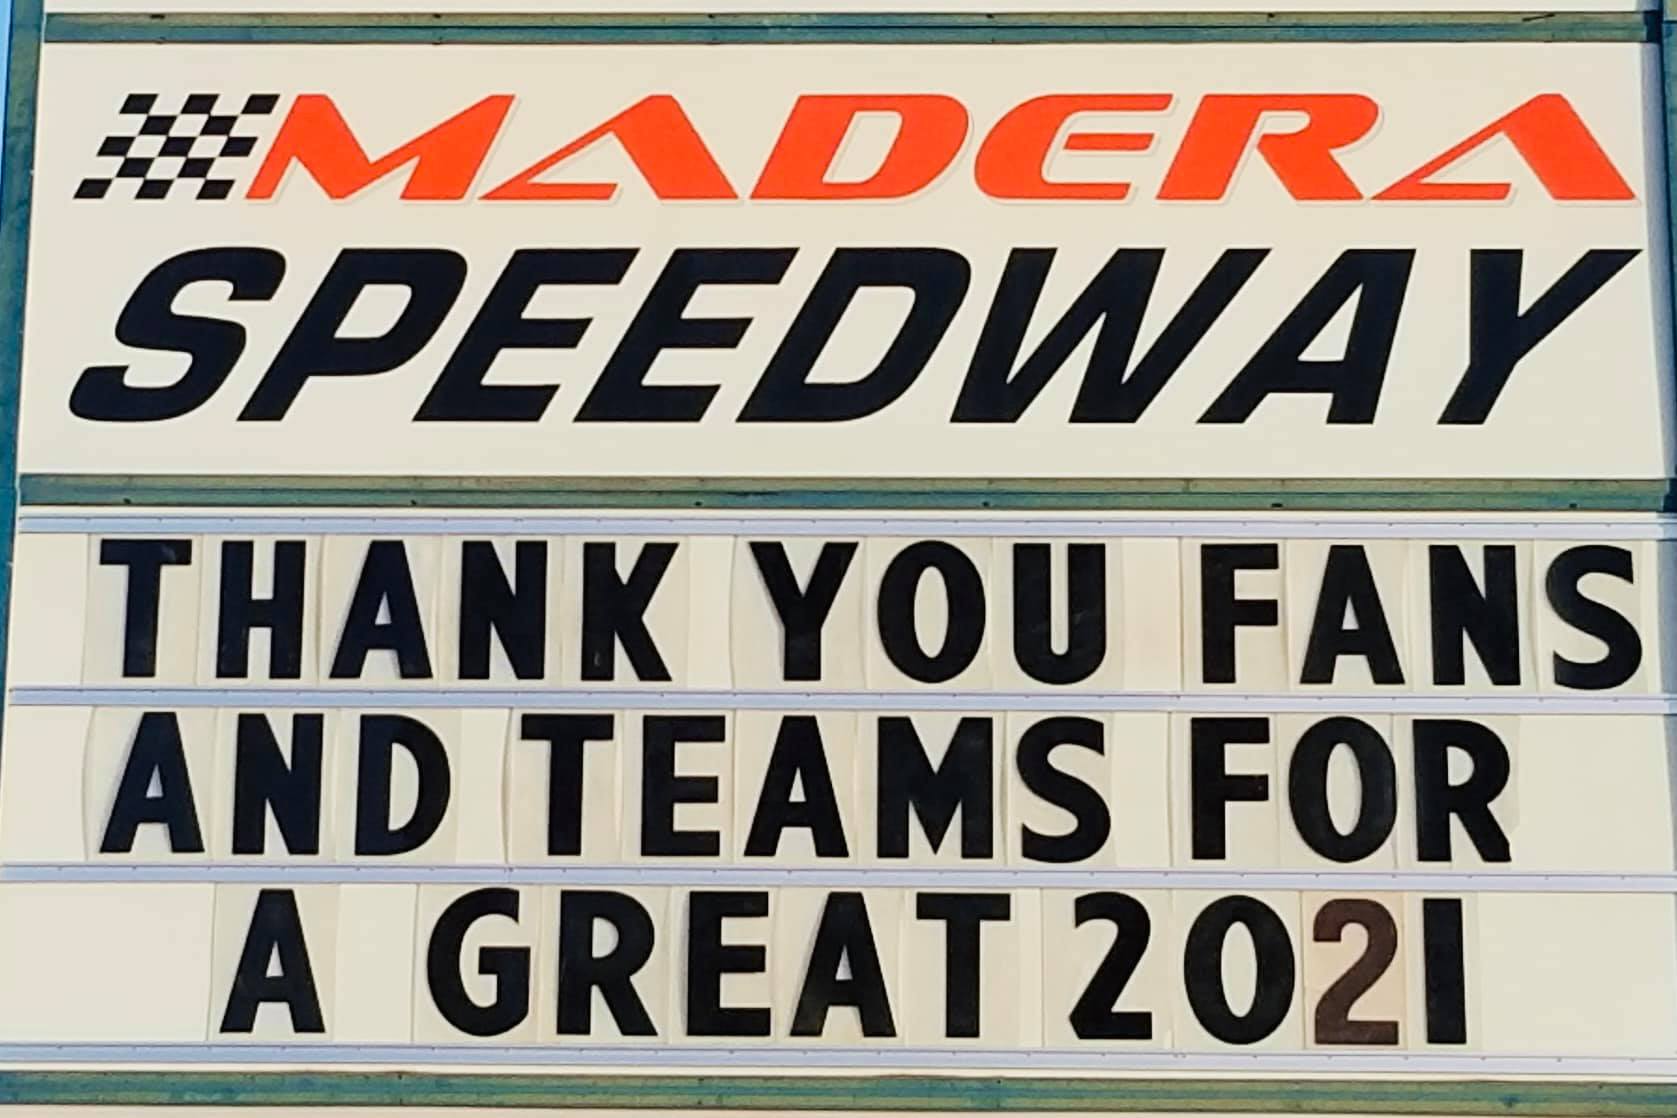 MADERA
SPEEDWAY
THANK YOU FANS
AND TEAMS FOR
A GREAT 2021